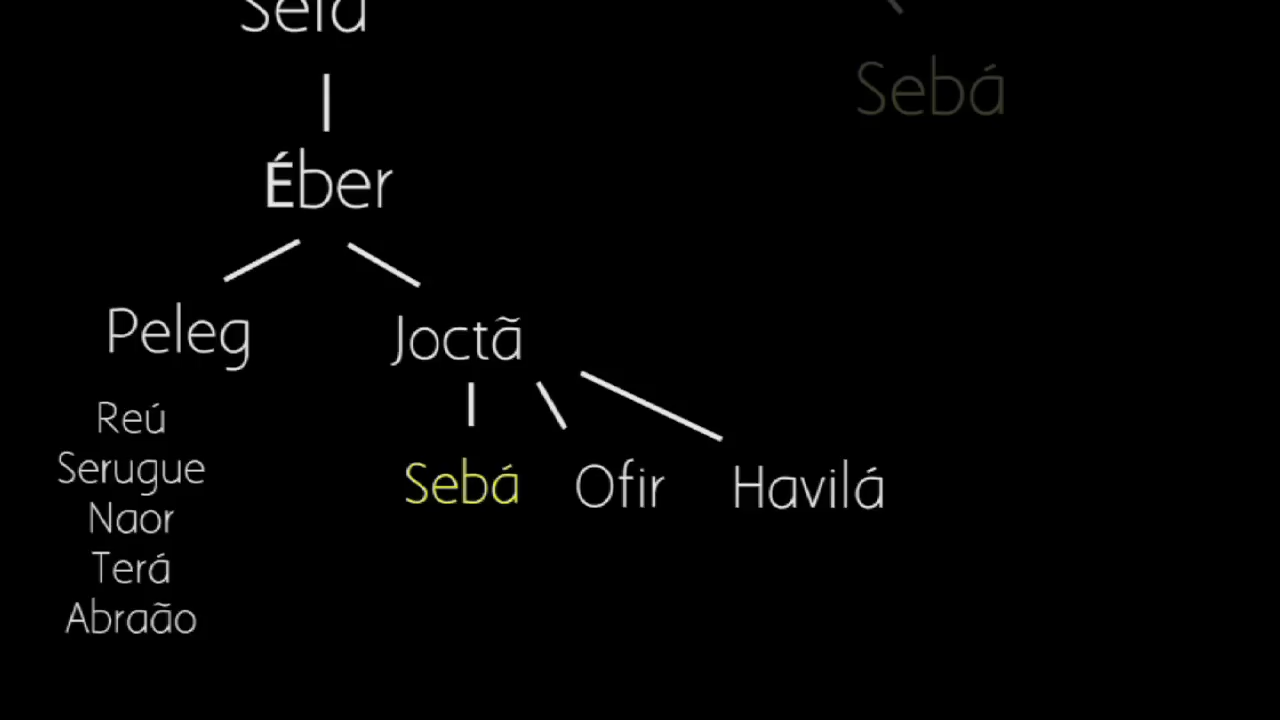 Sebá
Éber
Peleg
Joctã
Reú
Serugue
Naor
Terá
Abraão
Sebá
Ofir
Havilá